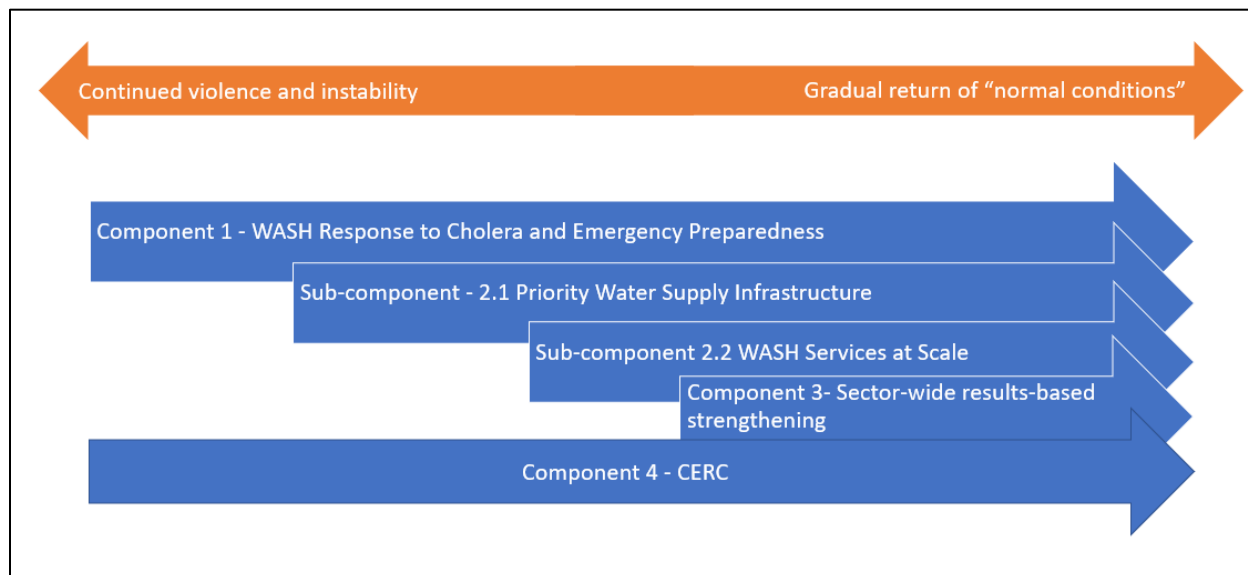 Continued violence and instability
Gradual return of “normal conditions”
Component 1 - WASH Response to Cholera and Emergency Preparedness
Sub-component - 2.1 Priority Water Supply Infrastructure
Sub-component 2.2 WASH Services at Scale
Component 3- Sector-wide results-based
strengthening
Component 4 - CERC